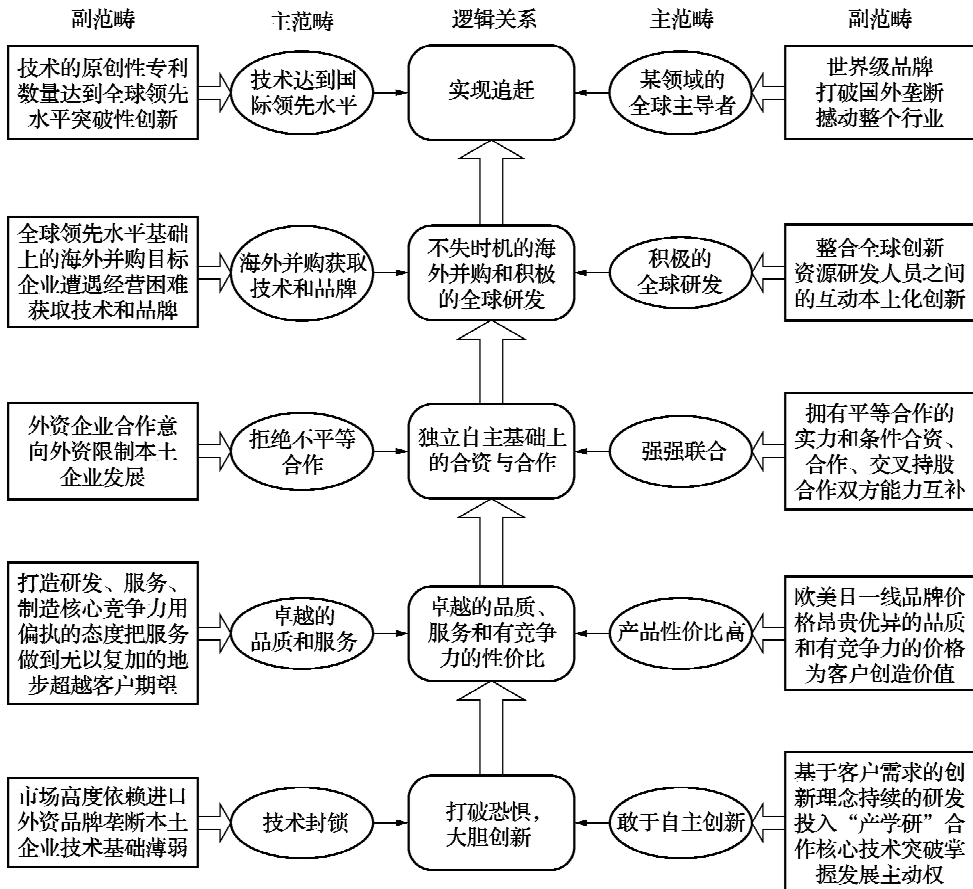 副范畴
主范畴
逻辑关系
主范畴
副范畴
技术的原创性专利
数量达到全球领先
水平突破性创新
技术达到国
际领先水平
实现追赶
某领域的
全球主导者
世界级品牌
打破国外垄断
撼动整个行业
全球领先水平基础
上的海外并购目标
企业遭遇经营困难
获取技术和品牌
海外并购获取
技术和品牌
不失时机的海
外并购和积极
的全球研发
积极的
全球研发
整合全球创新
资源研发人员之间
的互动本土化创新
外资企业合作意
向外资限制本土
企业发展
拒绝不平等
合作
独立自主基础上
的合资与合作
强强联合
拥有平等合作的
实力和条件合资、
合作、交叉持股
合作双方能力互补
打造研发、服务、
制造核心竞争力用
偏执的态度把服务
做到无以复加的地
步超越客户期望
卓越的
品质和服务
卓越的品质、
服务和有竞争
力的性价比
产品性价比高
欧美日一线品牌价
格昂贵优异的品质
和有竞争力的价格
为客户创造价值
市场高度依赖进口
外资品牌垄断本土
企业技术基础薄弱
技术封锁
打破恐惧，
大胆创新
敢于自主创新
基于客户需求的创
新理念持续的研发
投入“产学研”合
作核心技术突破掌
握发展主动权